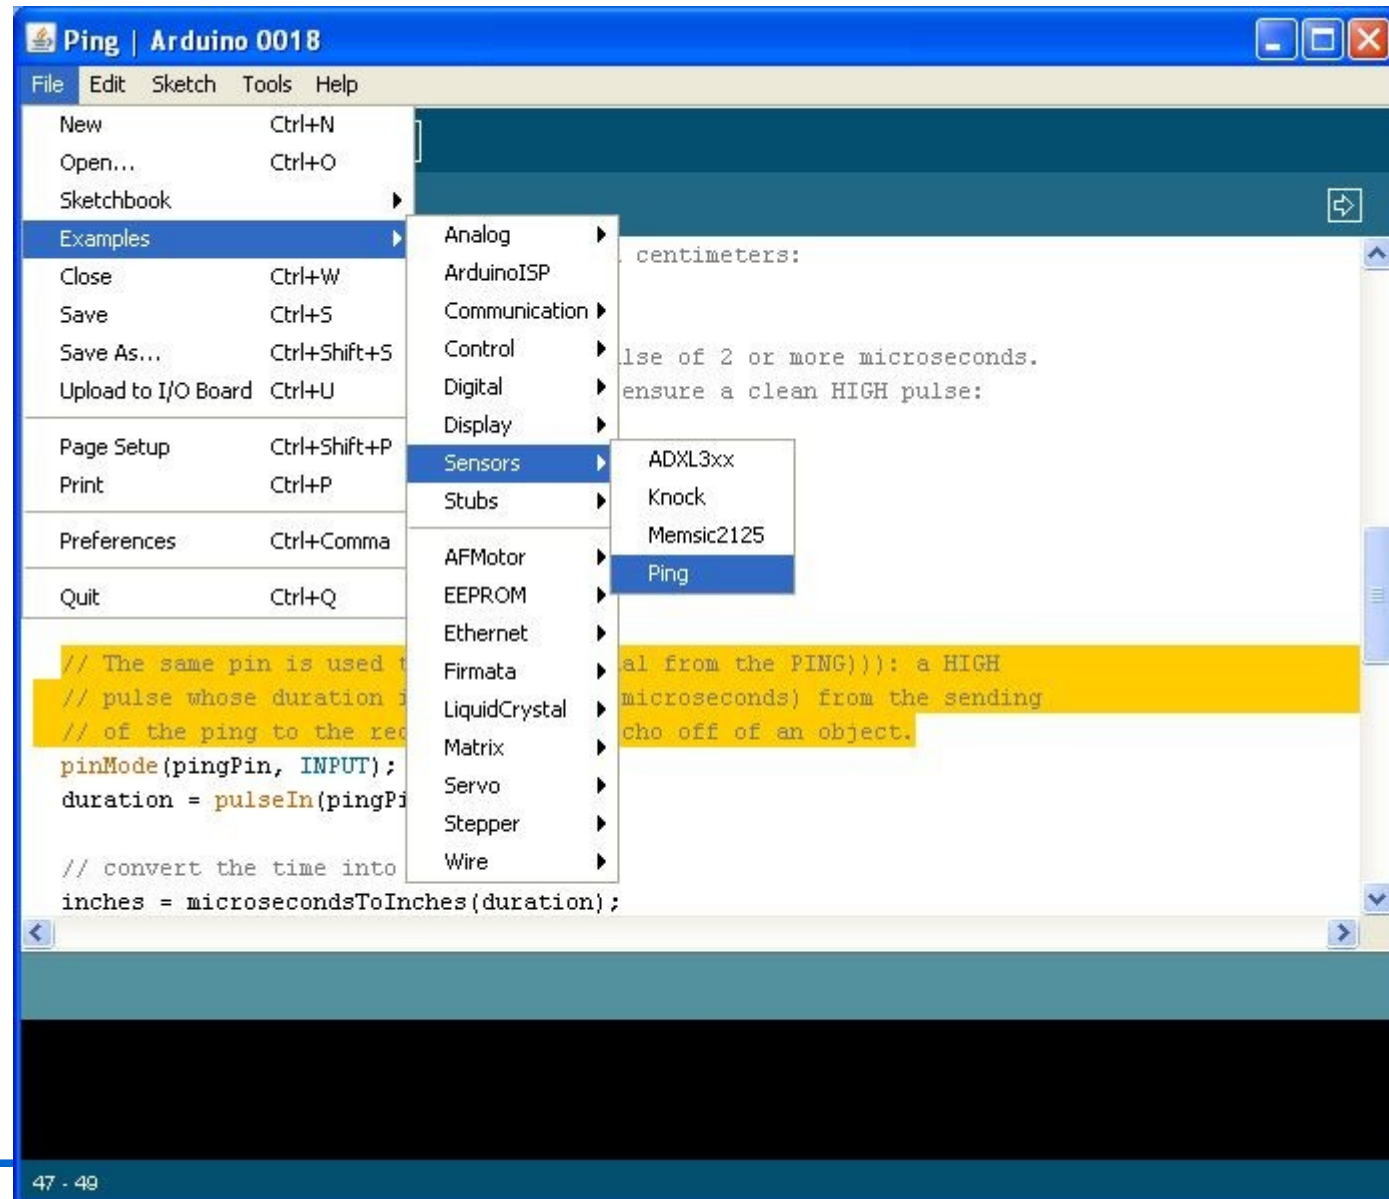 Ping | Arduino 0018
File Edit Sketch Tools Help
New Ctrl+N
Open... Ctrl+O
Sketchbook
Examples
Close Ctrl+W
Save Ctrl+S
Save As... Ctrl+Shift+S
Upload to I/O Board Ctrl+U
Page Setup Ctrl+Shift+P
Print Ctrl+P
Preferences Ctrl+Comma
Quit Ctrl+Q
Analog
ArduinoISP
Communication
Control
Digital
Display
Sensors
Stubs
AFMotor
EEPROM
Ethernet
Firmata
LiquidCrystal
Matrix
Servo
Stepper
Wire
ADXL3xx
Knock
Memsic2125
Ping
centimeters:
lse of 2 or more microseconds.
ensure a clean HIGH pulse:
// The same pin is used t al from the PING))): a HIGH
// pulse whose duration i microseconds) from the sending
// of the ping to the rec cho off of an object.
pinMode(pingPin, INPUT);
duration = pulseIn(pingPi
// convert the time into
inches = microsecondsToInches(duration);
47 - 49